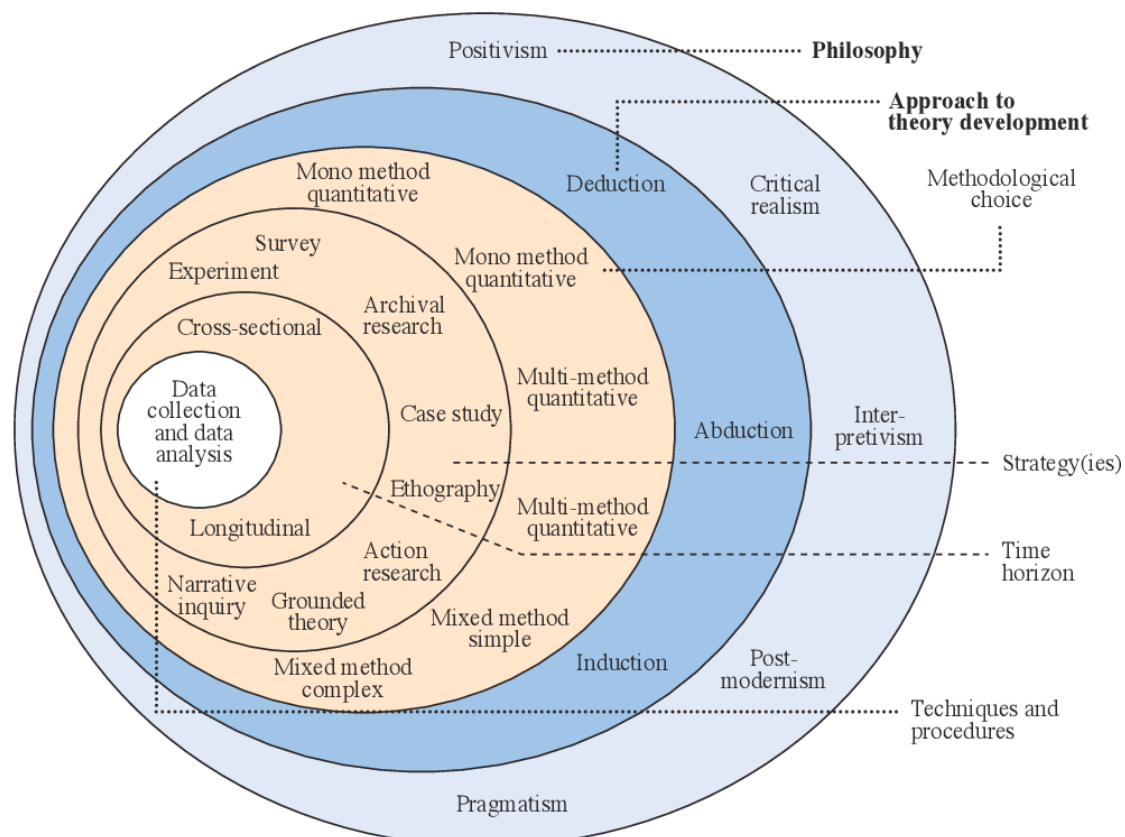 Positivism
Philosophy
Approach to
theory development
Mono method
quantitative
Deduction
Critical
realism
Methodological
choice
Survey
Experiment
Mono method
quantitative
Archival
research
Cross-sectional
Data
collection
and data
analysis
Multi-method
quantitative
Case study
Abduction
Inter-
pretivism
Strategy(ies)
Ethography
Multi-method
quantitative
Longitudinal
Action
research
Time
horizon
Narrative
inquiry
Grounded
theory
Mixed method
simple
Mixed method
complex
Induction
Post-
modernism
Techniques and
procedures
Pragmatism